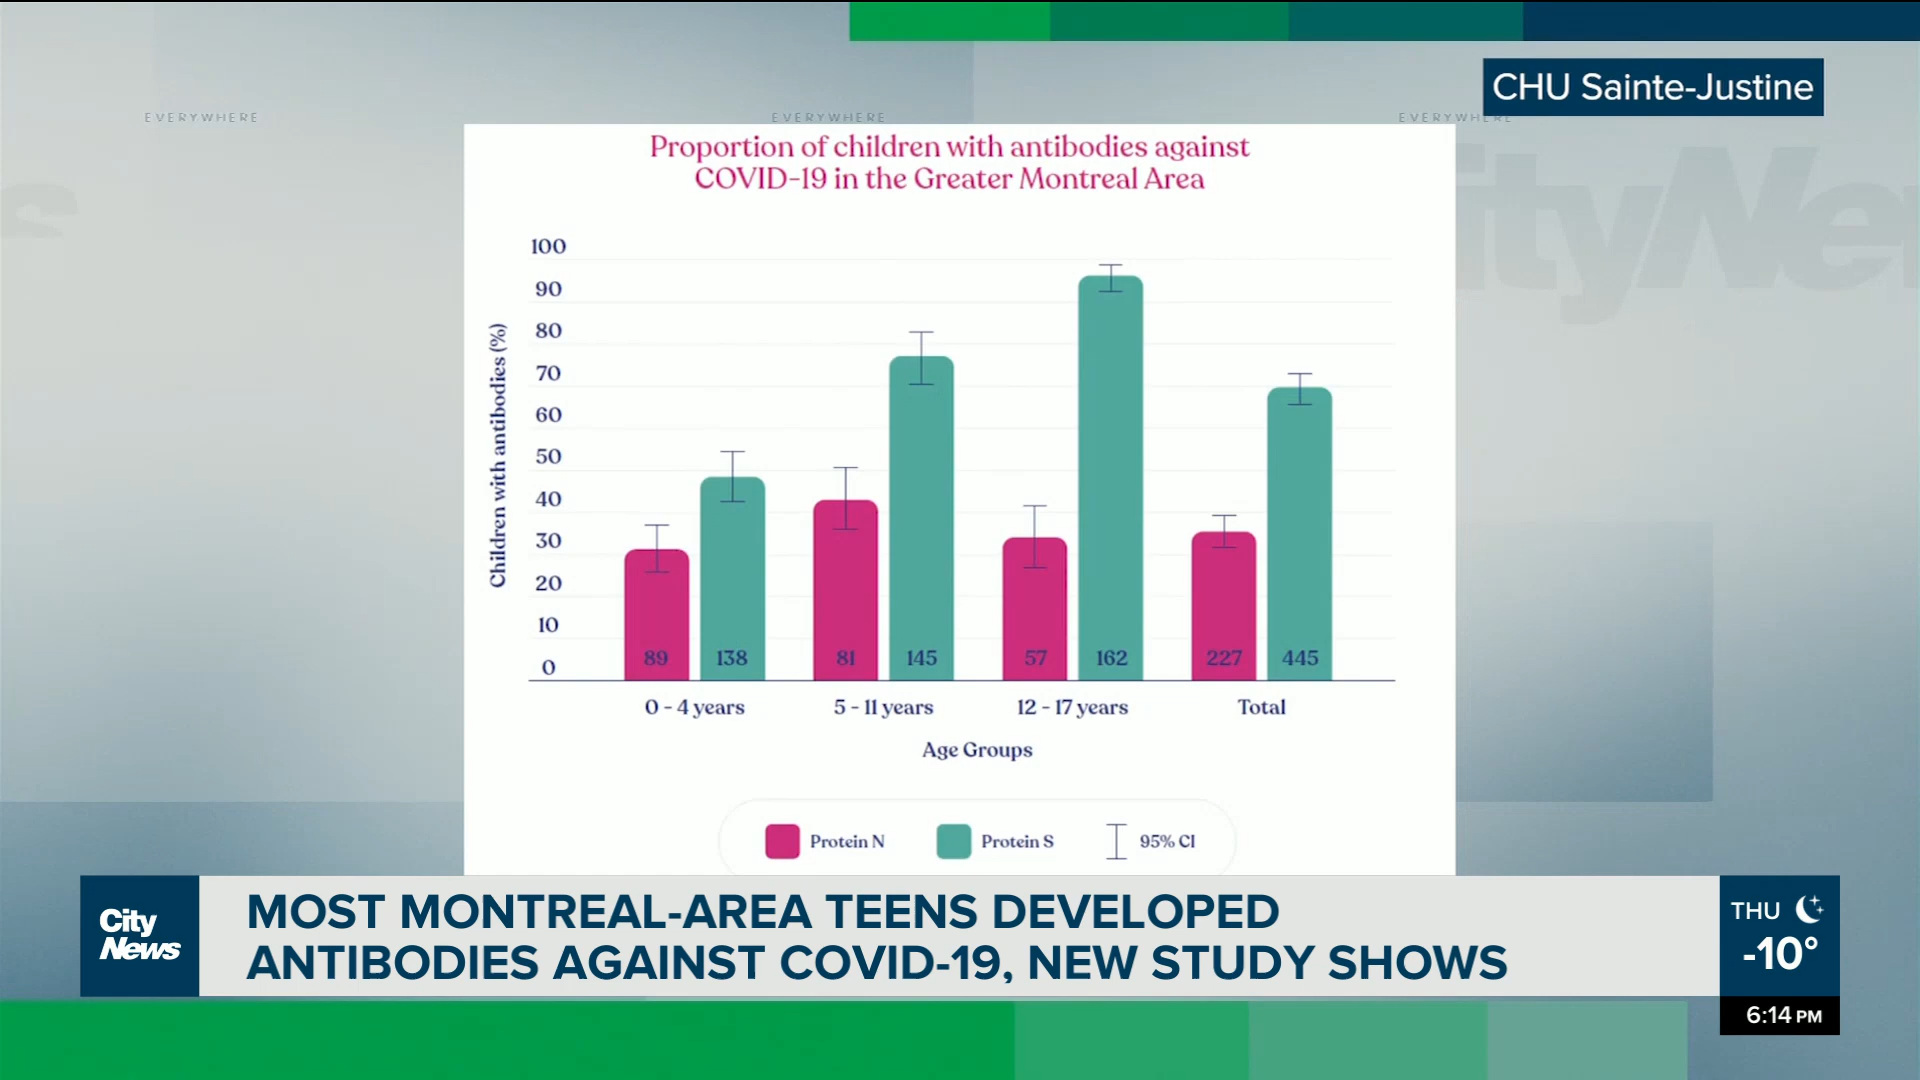 CHU Sainte-Justine
EVERYWHERE EVERYWHERE EVERYWHERE
Proportion of children with antibodies against
COVID-19 in the Greater Montreal Area
Children with antibodies (%)
100
90
80
70
60
50
40
30
20
10
0
89 138 81 145 57 162 227 445
0 - 4 years 5 - 11 years 12 - 17 years Total
Age Groups
Protein N Protein S 95% CI
City
News
MOST MONTREAL-AREA TEENS DEVELOPED
ANTIBODIES AGAINST COVID-19, NEW STUDY SHOWS
THU
-10°
6:14 PM